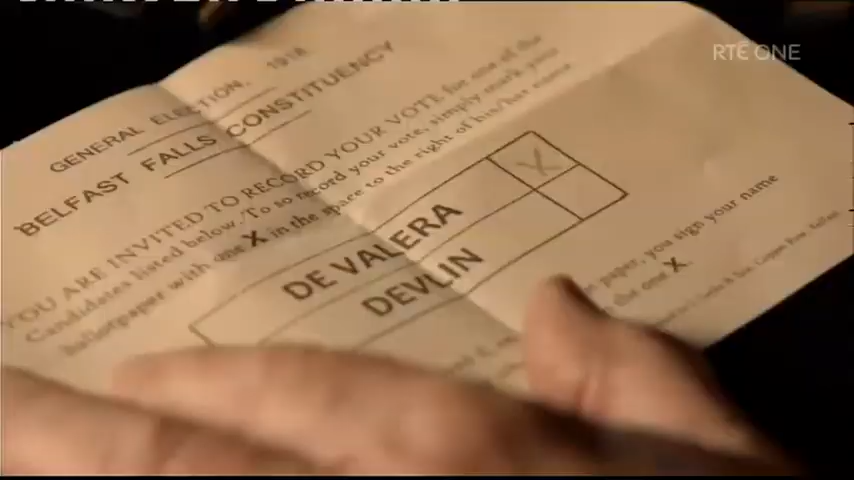 RTÉ ONE
GENERAL ELECTION, 1918
BELFAST FALLS CONSTITUENCY
YOU ARE INVITED TO RECORD YOUR VOTE for one of the
Candidates listed below. To so record your vote, simply mark your
ballotpaper with one X in the space to the right of his/her name
DE VALERA X
DEVLIN
paper, you sign your name
the one X.